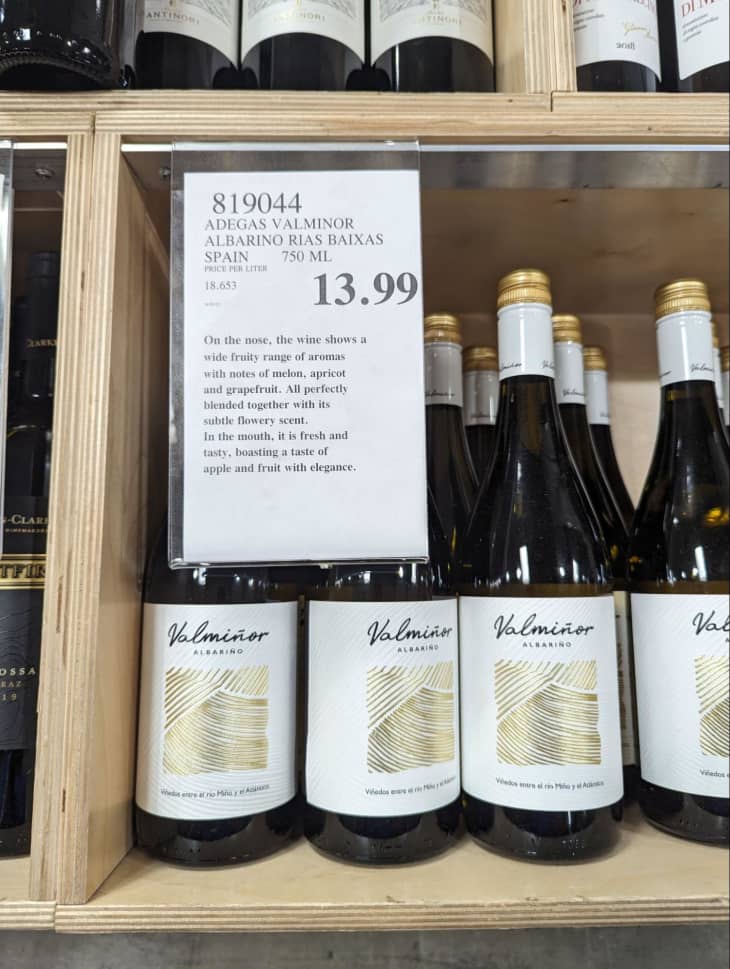 ANTINORI
ANTINORI
ANTINORI
2018
819044
ADEGAS VALMINOR
ALBARINO RIAS BAIXAS
SPAIN 750 ML
PRICE PER LITER
18.653
13.99
On the nose, the wine shows a
wide fruity range of aromas
with notes of melon, apricot
and grapefruit. All perfectly
blended together with its
subtle flowery scent.
In the mouth, it is fresh and
tasty, boasting a taste of
apple and fruit with elegance.
Valmiñor
ALBARIÑO
Viñedos entre el río Miño y el Atlántico
Valmiñor
ALBARIÑO
Viñedos entre el río Miño y el Atlántico
Valmiñor
ALBARIÑO
Viñedos entre el río Miño y el Atlántico